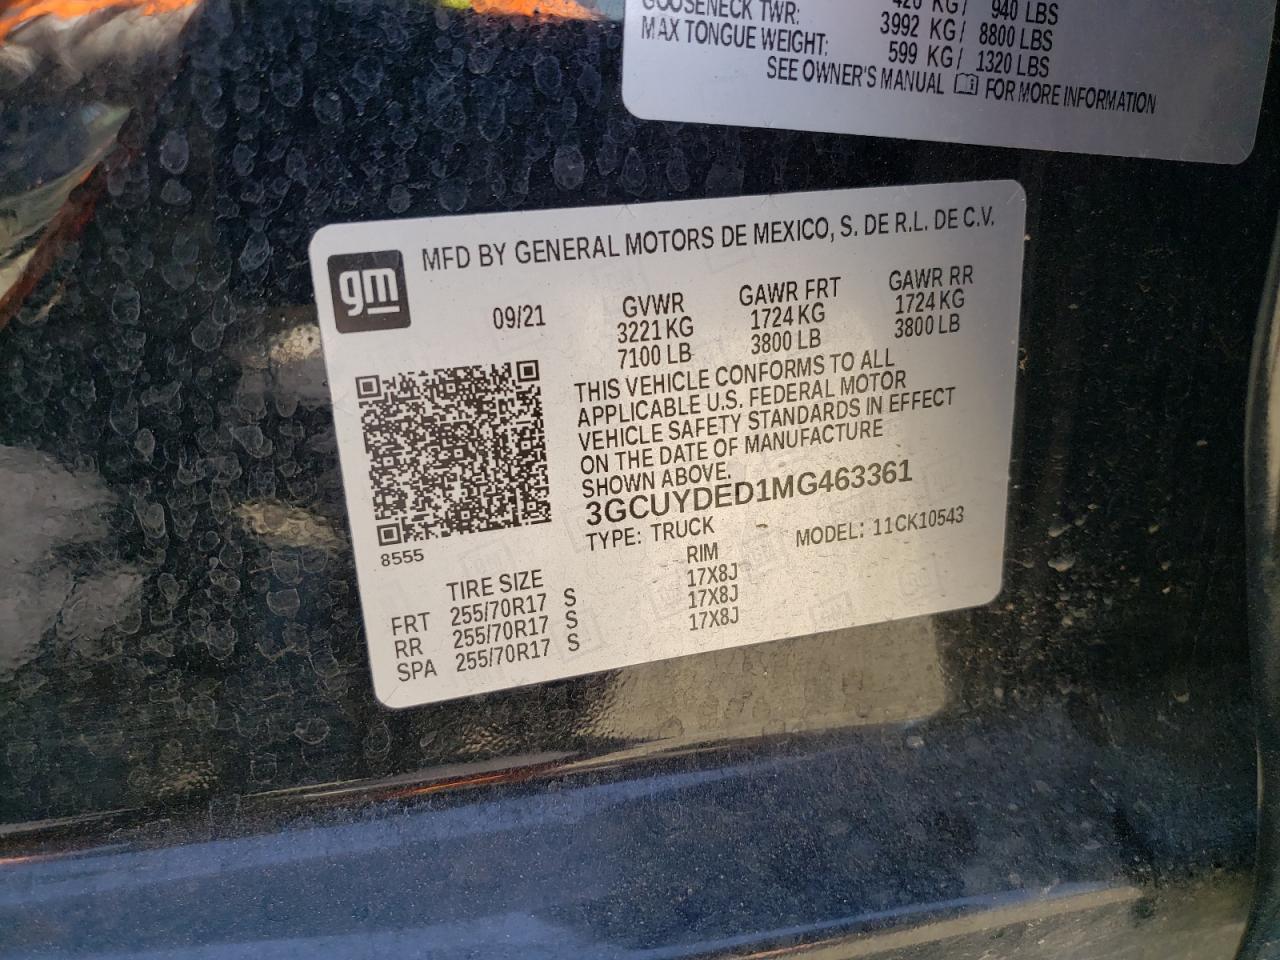 420 KG/ 940 LBS
GOOSENECK TWR: 3992 KG/ 8800 LBS
MAX TONGUE WEIGHT: 599 KG/ 1320 LBS
SEE OWNER'S MANUAL FOR MORE INFORMATION
gm
MFD BY GENERAL MOTORS DE MEXICO, S. DE R.L. DE C.V.
09/21 GVWR GAWR FRT GAWR RR
3221 KG 1724 KG 1724 KG
7100 LB 3800 LB 3800 LB
THIS VEHICLE CONFORMS TO ALL
APPLICABLE U.S. FEDERAL MOTOR
VEHICLE SAFETY STANDARDS IN EFFECT
ON THE DATE OF MANUFACTURE
SHOWN ABOVE.
3GCUYDED1MG463361
TYPE: TRUCK MODEL: 11CK10543
8555
TIRE SIZE RIM
FRT 255/70R17 S 17X8J
RR 255/70R17 S 17X8J
SPA 255/70R17 S 17X8J